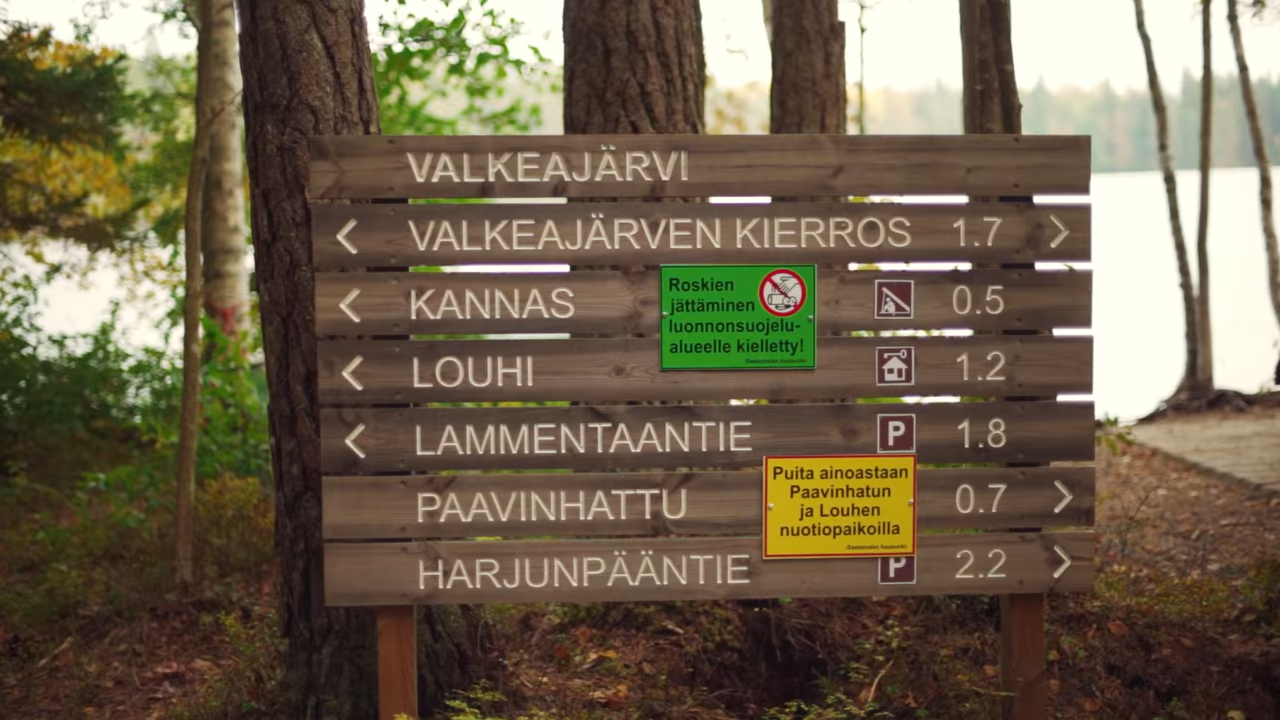 VALKEAJÄRVI
< VALKEAJÄRVEN KIERROS 1.7 >
< KANNAS 0.5
Roskien
jättäminen
luonnonsuojelu-
alueelle kielletty!
< LOUHI 1.2
< LAMMENTAANTIE P 1.8
Puita ainoastaan
Paavinhatun
ja Louhen
nuotiopaikoilla
PAAVINHATTU 0.7 >
HARJUNPÄÄNTIE P 2.2 >